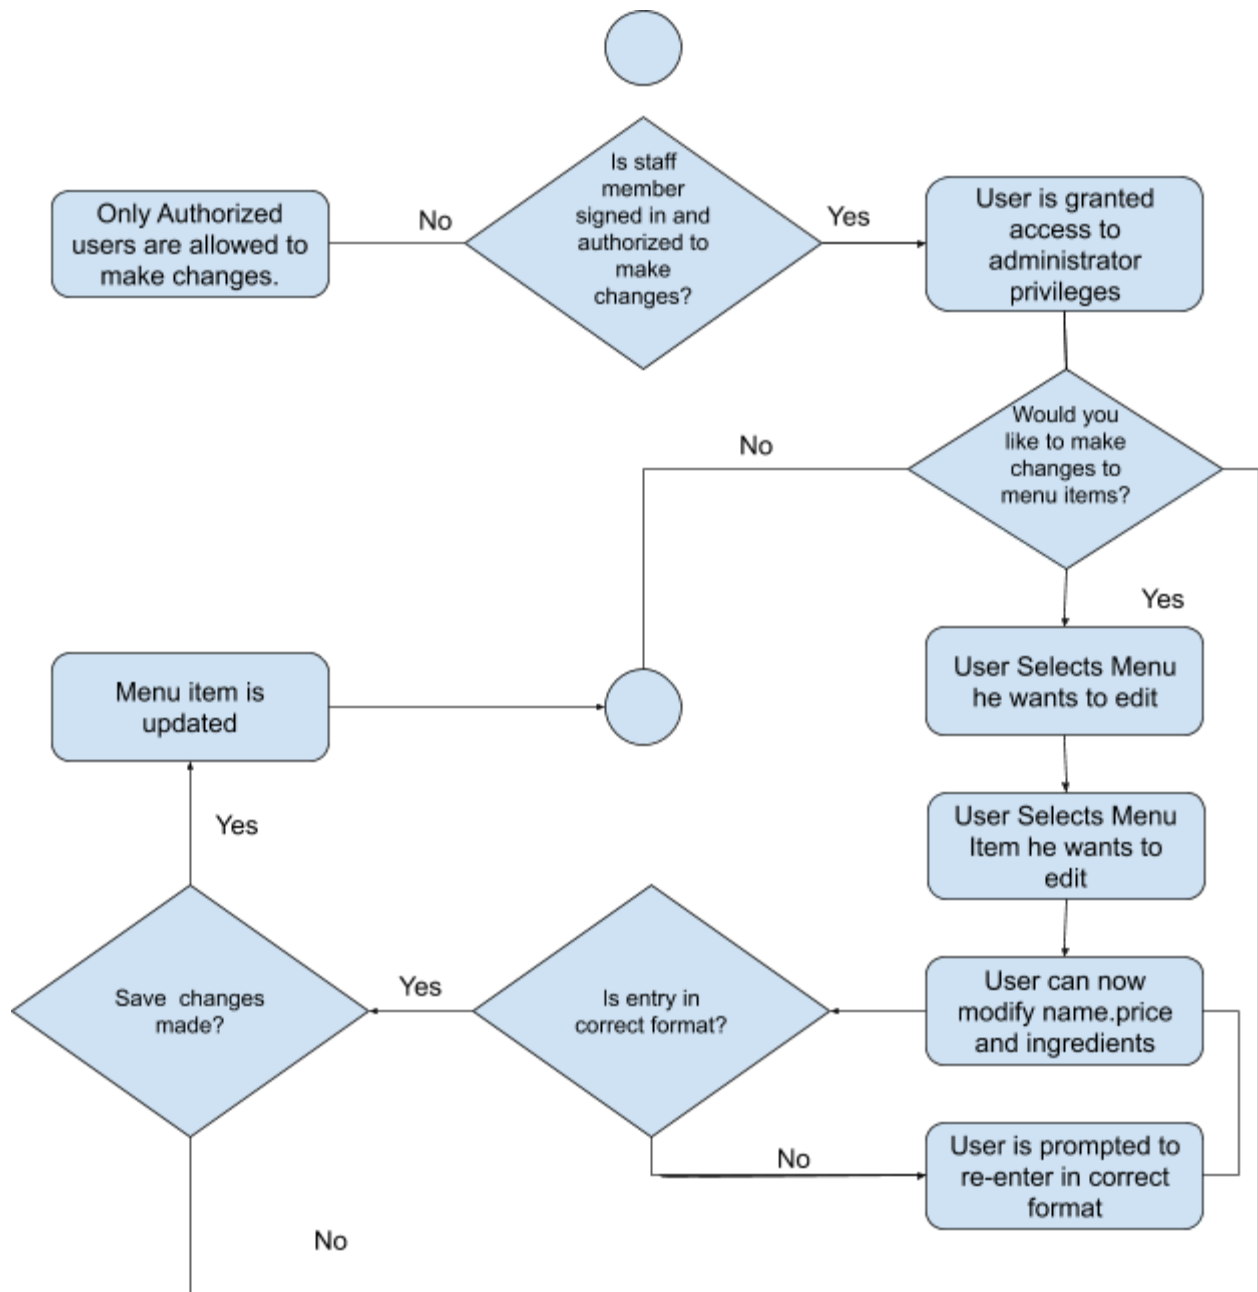 Is staff
member
signed in and
authorized to
make
changes?
No
Only Authorized
users are allowed to
make changes.
Yes
User is granted
access to
administrator
privileges
Would you
like to make
changes to
menu items?
No
Yes
User Selects Menu
he wants to edit
User Selects Menu
Item he wants to
edit
User can now
modify name.price
and ingredients
Is entry in
correct format?
No
User is prompted to
re-enter in correct
format
Yes
Save changes
made?
Yes
Menu item is
updated
No